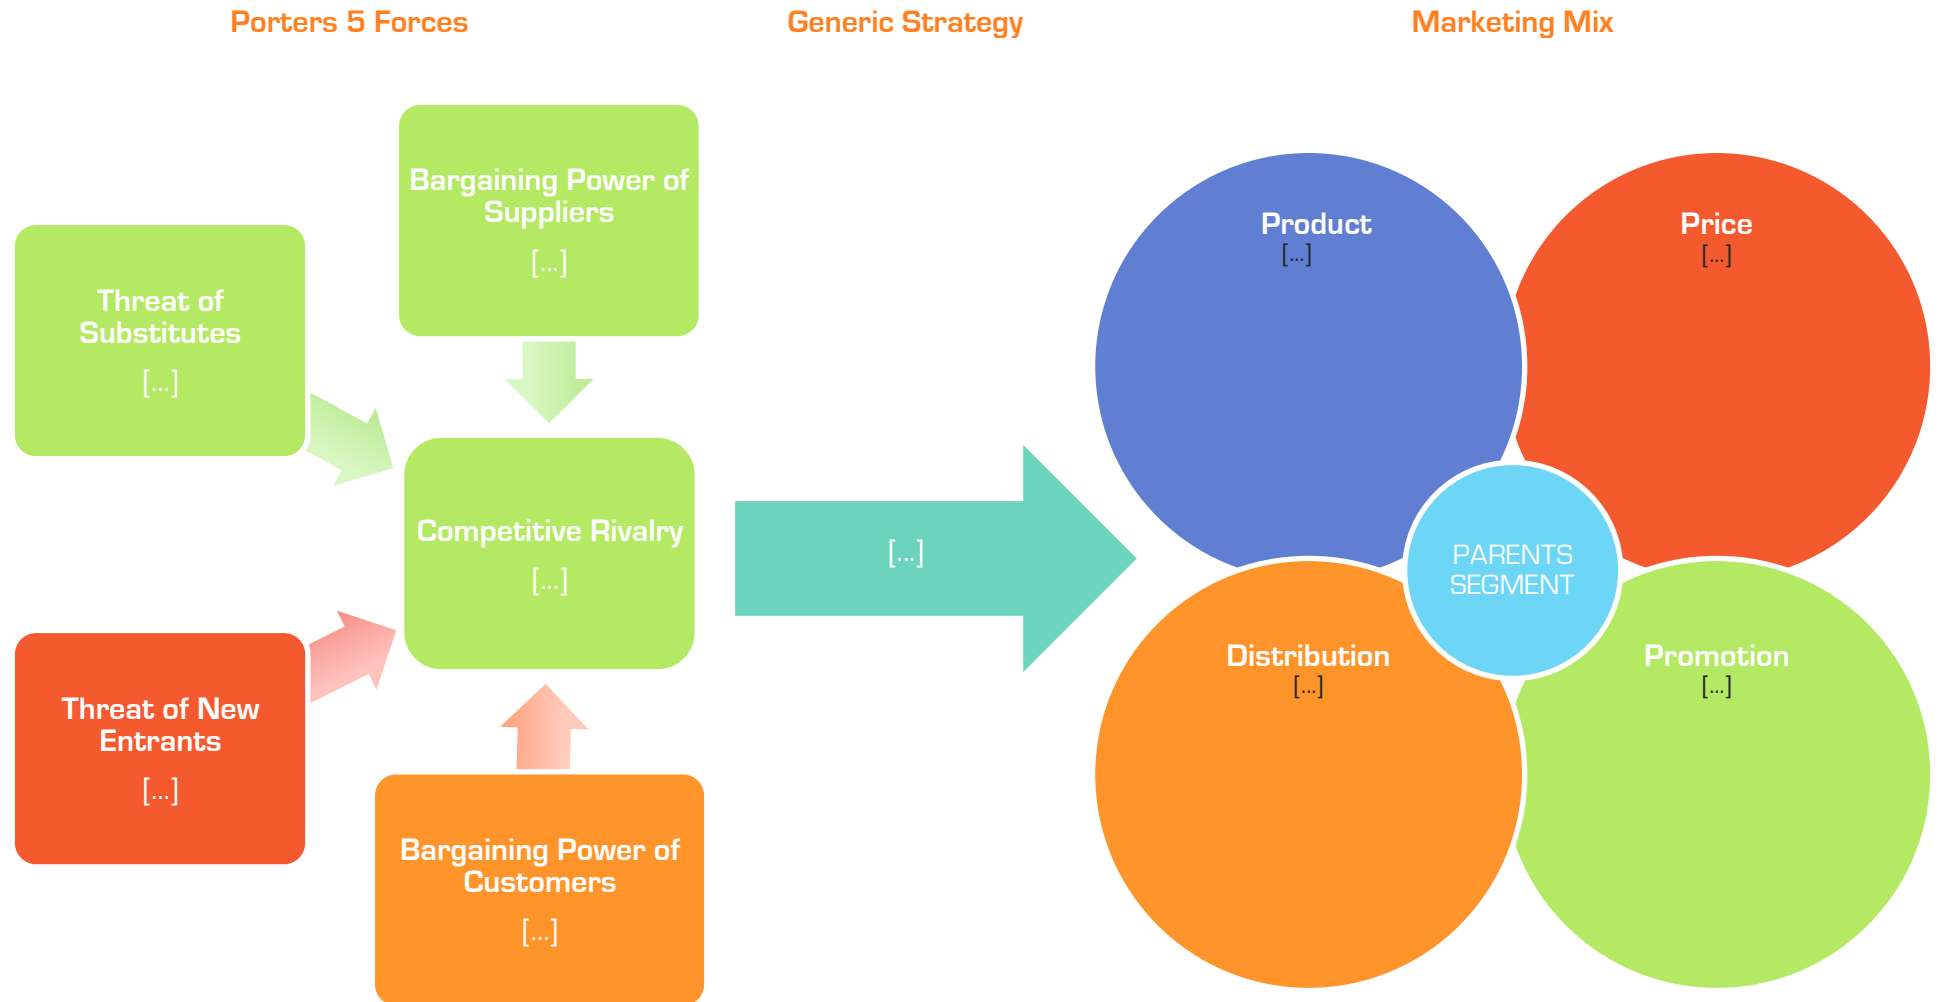 Porters 5 Forces
Generic Strategy
Marketing Mix
Bargaining Power of
Suppliers
[...]
Threat of
Substitutes
[...]
Competitive Rivalry
[...]
Threat of New
Entrants
[...]
Bargaining Power of
Customers
[...]
[...]
Product
[...]
Price
[...]
PARENTS
SEGMENT
Distribution
[...]
Promotion
[...]